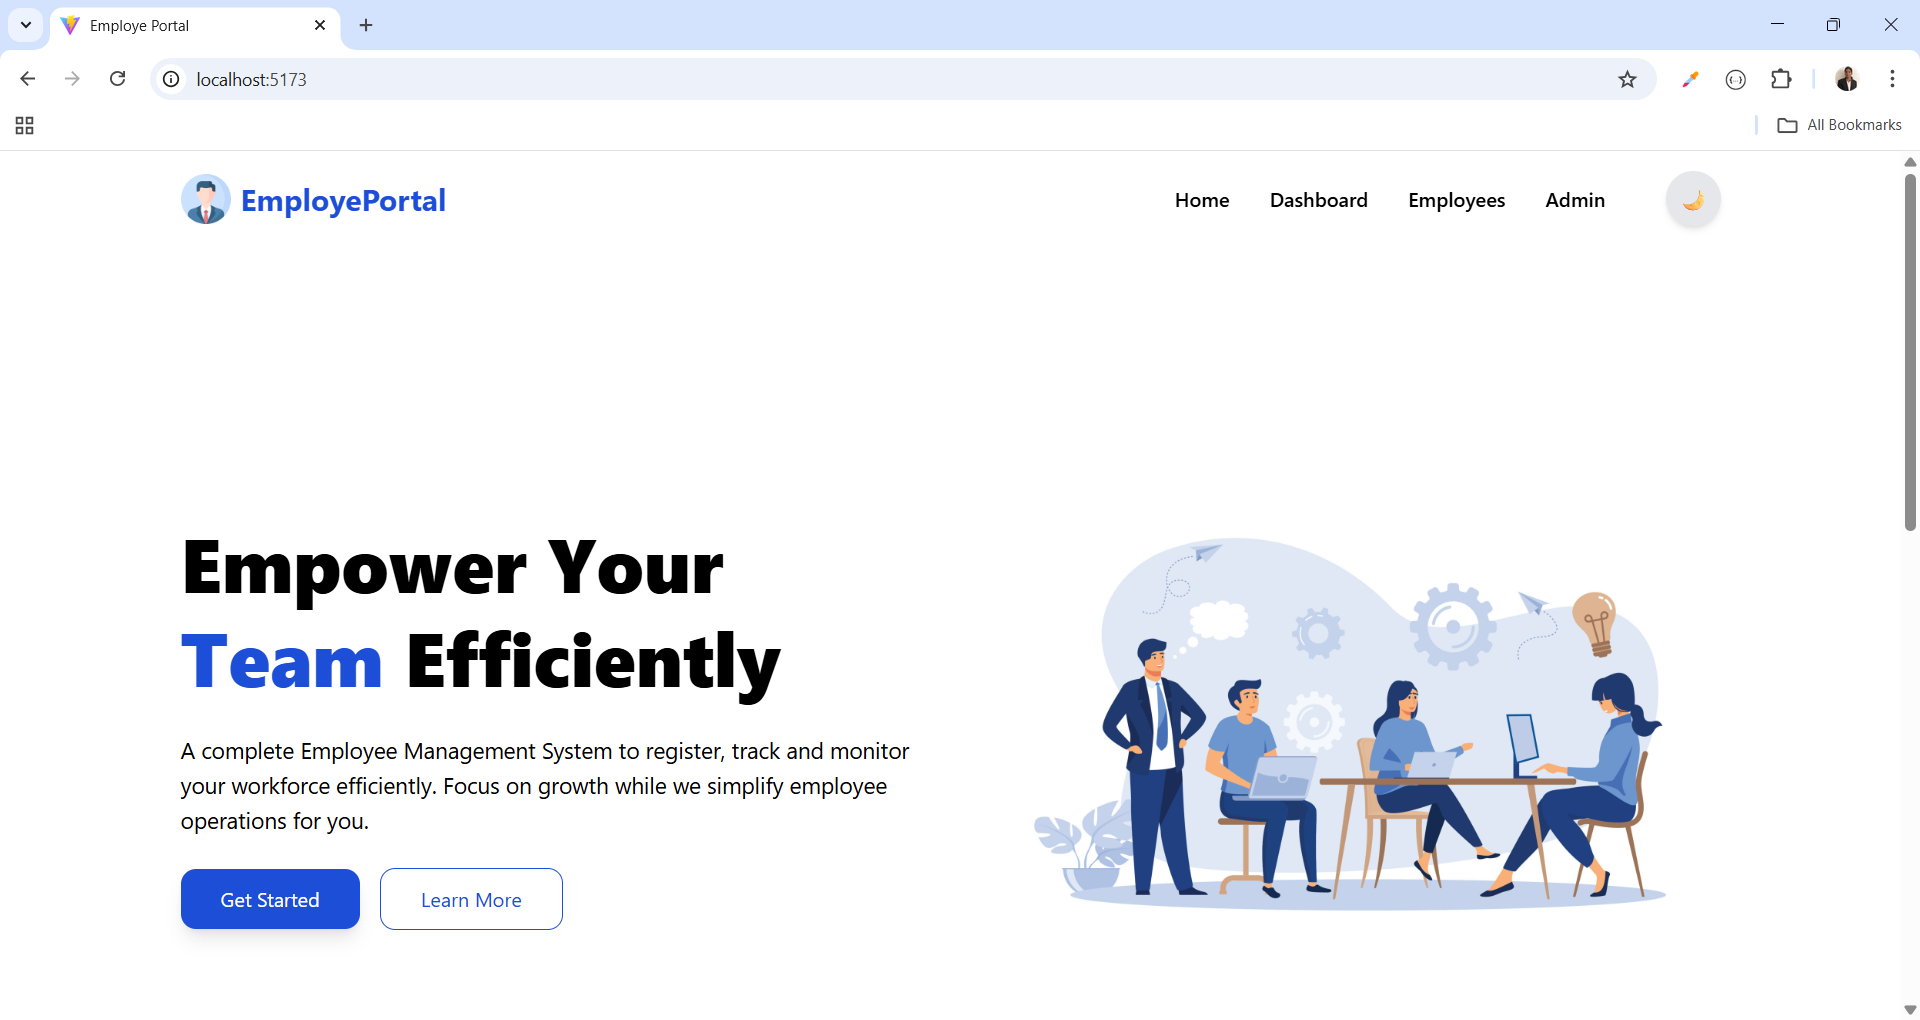 Employe Portal
localhost:5173
All Bookmarks
EmployePortal
Home Dashboard Employees Admin
Empower Your
Team Efficiently
A complete Employee Management System to register, track and monitor
your workforce efficiently. Focus on growth while we simplify employee
operations for you.
Get Started Learn More